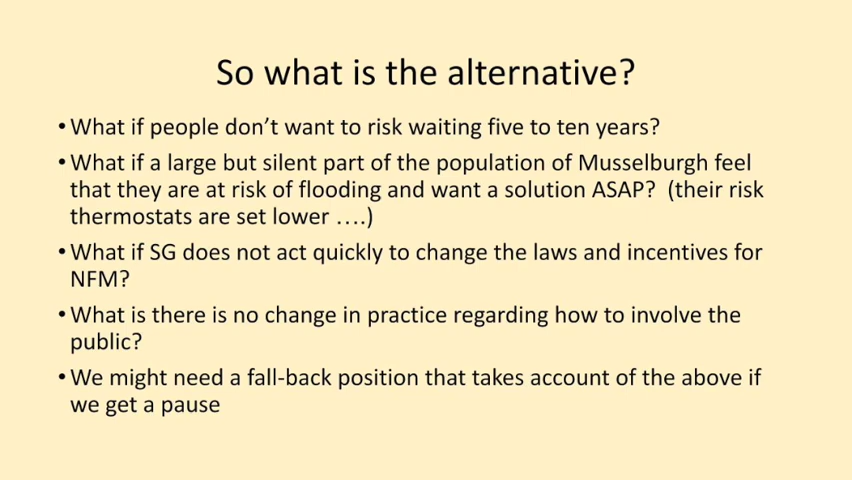 So what is the alternative?
•What if people don’t want to risk waiting five to ten years?
•What if a large but silent part of the population of Musselburgh feel
that they are at risk of flooding and want a solution ASAP?  (their risk
thermostats are set lower ….)
•What if SG does not act quickly to change the laws and incentives for
NFM?
•What is there is no change in practice regarding how to involve the
public?
•We might need a fall-back position that takes account of the above if
we get a pause